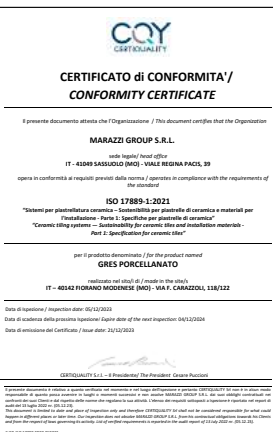 CQY
CERTIQUALITY
CERTIFICATO di CONFORMITA'/
CONFORMITY CERTIFICATE
Il presente documento attesta che l'Organizzazione / This document certifies that the Organization
MARAZZI GROUP S.R.L.
sede legale/ head office
IT - 41049 SASSUOLO (MO) - VIALE REGINA PACIS, 39
opera in conformità ai requisiti previsti dalla norma / operates in compliance with the requirements of
the standard
ISO 17889-1:2021
"Sistemi per piastrellatura ceramica – Sostenibilità per piastrelle di ceramica e materiali per
l'installazione - Parte 1: Specifiche per piastrelle di ceramica"
"Ceramic tiling systems — Sustainability for ceramic tiles and installation materials -
Part 1: Specification for ceramic tiles"
per il prodotto denominato / for the product named
GRES PORCELLANATO
realizzato nel sito/i di / made in the site/s
IT – 40142 FIORANO MODENESE (MO) - VIA F. CARAZZOLI, 118/122
Data di Ispezione / Inspection date: 05/12/2023
Data di scadenza della prossima ispezione/ Expire date of the next inspection: 04/12/2024
Data di emissione del Certificato / Issue date: 21/12/2023
CERTIQUALITY S.r.l. – Il Presidente/ The President Cesare Puccioni